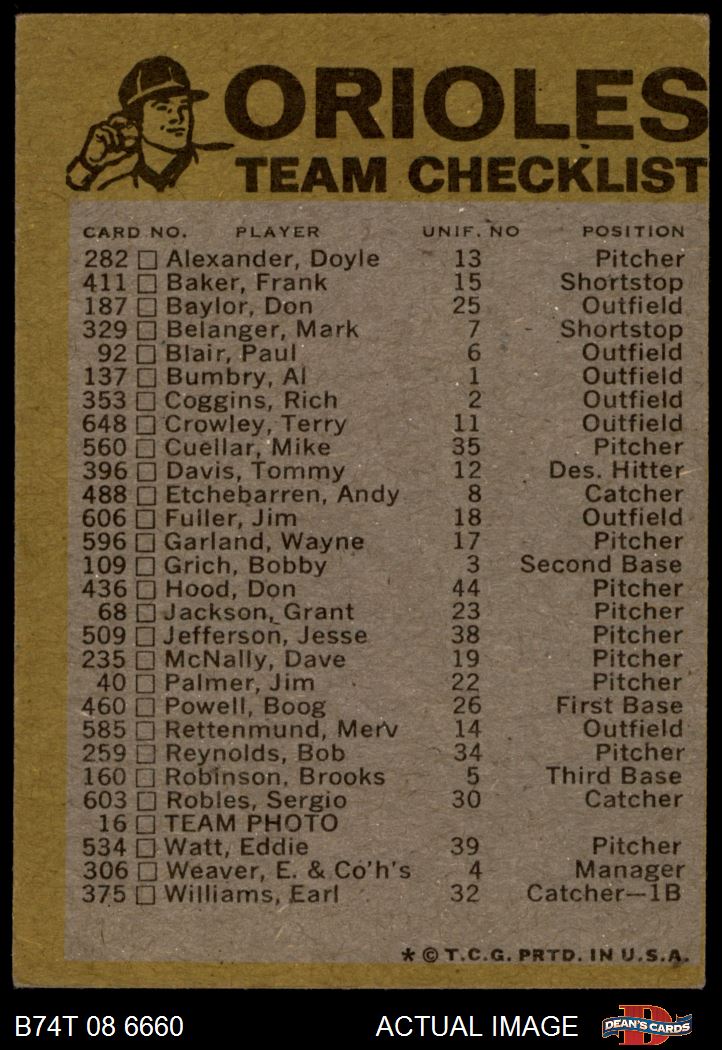 ORIOLES
TEAM CHECKLIST
CARD NO. PLAYER UNIF. NO POSITION
282 Alexander, Doyle 13 Pitcher
411 Baker, Frank 15 Shortstop
187 Baylor, Don 25 Outfield
329 Belanger, Mark 7 Shortstop
92 Blair, Paul 6 Outfield
137 Bumbry, Al 1 Outfield
353 Coggins, Rich 2 Outfield
648 Crowley, Terry 11 Outfield
560 Cuellar, Mike 35 Pitcher
396 Davis, Tommy 12 Des. Hitter
488 Etchebarren, Andy 8 Catcher
606 Fuller, Jim 18 Outfield
596 Garland, Wayne 17 Pitcher
109 Grich, Bobby 3 Second Base
436 Hood, Don 44 Pitcher
68 Jackson, Grant 23 Pitcher
509 Jefferson, Jesse 38 Pitcher
235 McNally, Dave 19 Pitcher
40 Palmer, Jim 22 Pitcher
460 Powell, Boog 26 First Base
585 Rettenmund, Merv 14 Outfield
259 Reynolds, Bob 34 Pitcher
160 Robinson, Brooks 5 Third Base
603 Robles, Sergio 30 Catcher
16 TEAM PHOTO
534 Watt, Eddie 39 Pitcher
306 Weaver, E. & Co'h's 4 Manager
375 Williams, Earl 32 Catcher—1B
* © T.C.G. PRTD. IN U.S.A.
B74T 08 6660 ACTUAL IMAGE DEAN'S CARDS